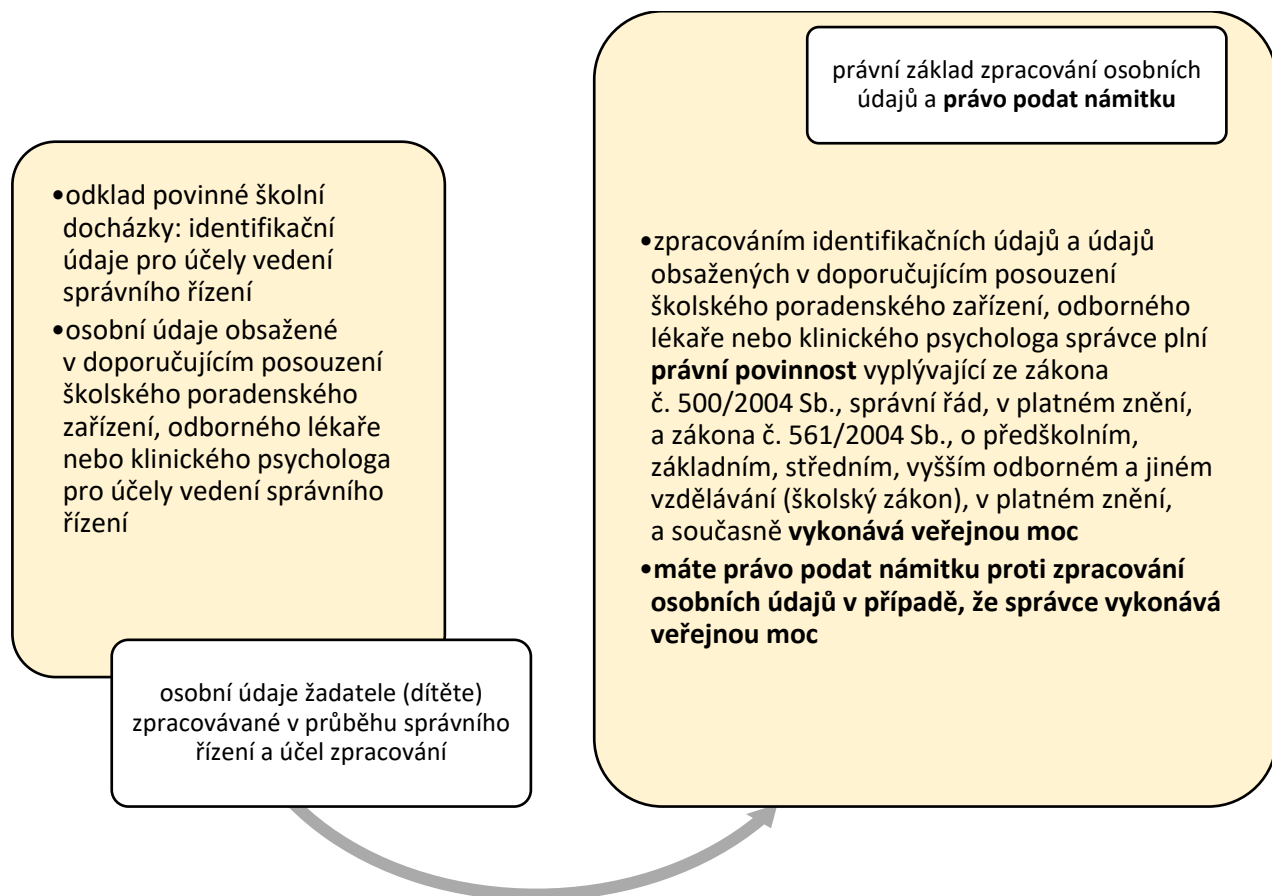 •odklad povinné školní
docházky: identifikační
údaje pro účely vedení
správního řízení
•osobní údaje obsažené
v doporučujícím posouzení
školského poradenského
zařízení, odborného lékaře
nebo klinického psychologa
pro účely vedení správního
řízení
osobní údaje žadatele (dítěte)
zpracovávané v průběhu správního
řízení a účel zpracování
právní základ zpracování osobních
údajů a právo podat námitku
•zpracováním identifikačních údajů a údajů
obsažených v doporučujícím posouzení
školského poradenského zařízení, odborného
lékaře nebo klinického psychologa správce plní
právní povinnost vyplývající ze zákona
č. 500/2004 Sb., správní řád, v platném znění,
a zákona č. 561/2004 Sb., o předškolním,
základním, středním, vyšším odborném a jiném
vzdělávání (školský zákon), v platném znění,
a současně vykonává veřejnou moc
•máte právo podat námitku proti zpracování
osobních údajů v případě, že správce vykonává
veřejnou moc